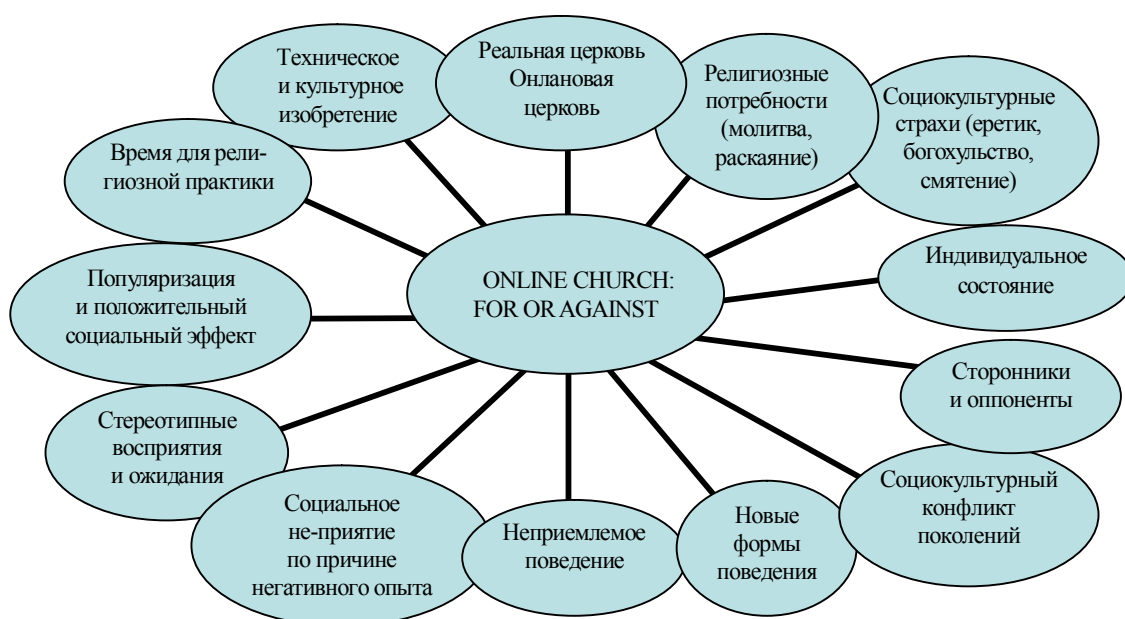 Техническое
и культурное
изобретение
Реальная церковь
Онлановая
церковь
Религиозные
потребности
(молитва,
раскаяние)
Социокультурные
страхи (еретик,
богохульство,
смятение)
Индивидуальное
состояние
Сторонники
и оппоненты
Социокультурный
конфликт
поколений
Новые
формы
поведения
Неприемлемое
поведение
Социальное
не-приятие
по причине
негативного опыта
Стереотипные
восприятия
и ожидания
Популяризация
и положительный
социальный эффект
Время для рели-
гиозной практики
ONLINE CHURCH:
FOR OR AGAINST